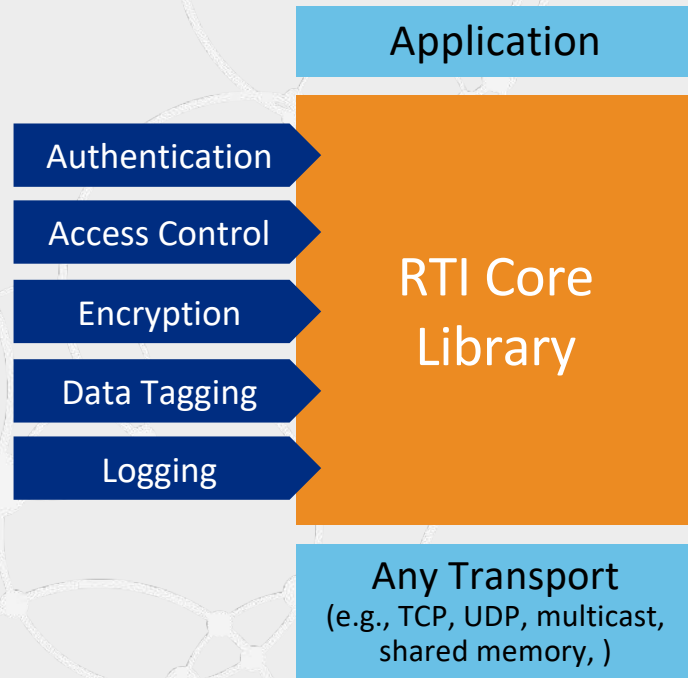 Application
Authentication
Access Control
Encryption
Data Tagging
Logging
RTI Core
Library
Any Transport
(e.g., TCP, UDP, multicast,
shared memory, )